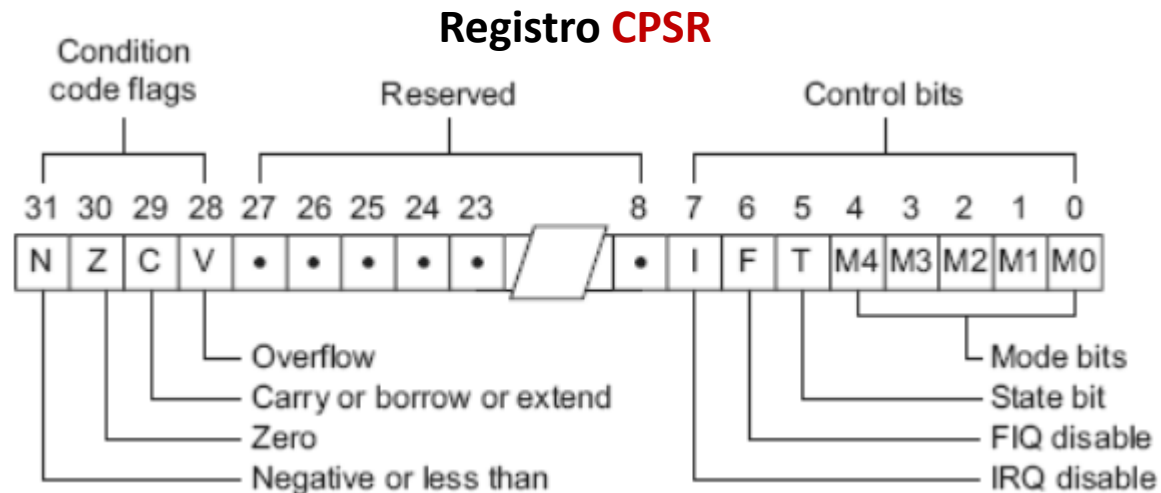 Registro CPSR
Condition
code flags
Reserved
Control bits
31 30 29 28 27 26 25 24 23 8 7 6 5 4 3 2 1 0
N Z C V • • • • • • I F T M4 M3 M2 M1 M0
Overflow
Mode bits
Carry or borrow or extend
State bit
Zero
FIQ disable
Negative or less than
IRQ disable